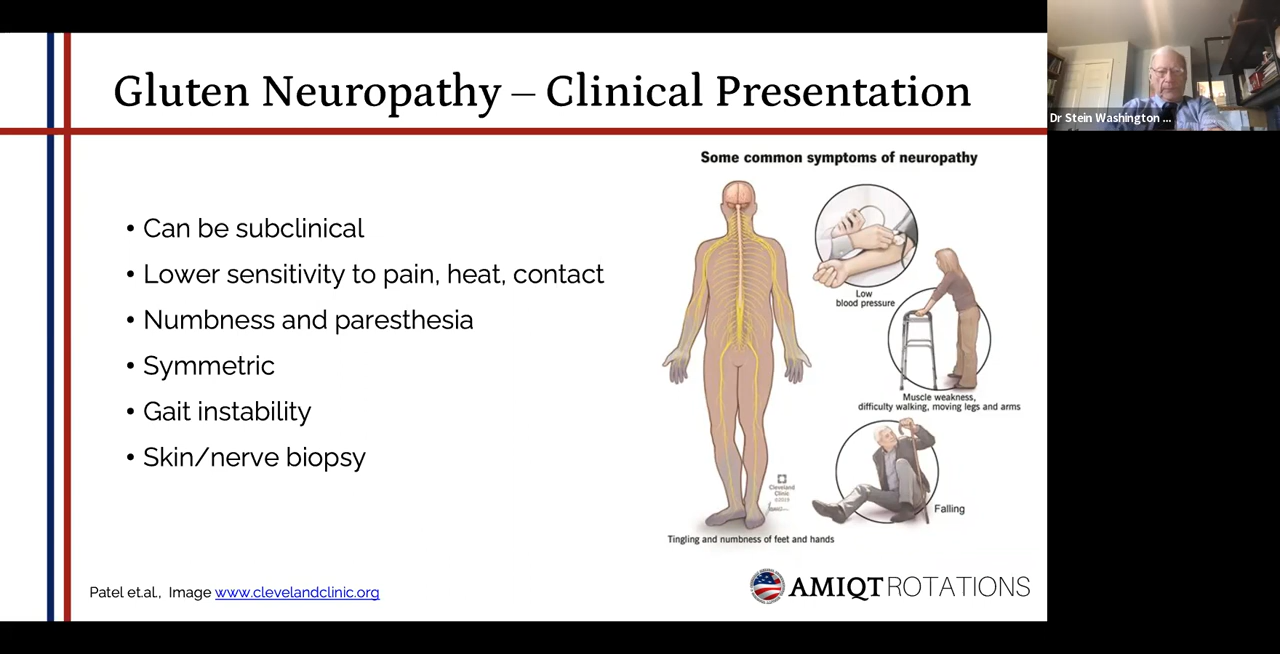 Gluten Neuropathy – Clinical Presentation
Dr Stein Washington ...
Some common symptoms of neuropathy
• Can be subclinical
• Lower sensitivity to pain, heat, contact
• Numbness and paresthesia
• Symmetric
• Gait instability
• Skin/nerve biopsy
Low
blood pressure
Muscle weakness,
difficulty walking, moving legs and arms
Cleveland
Clinic
©2019
Falling
Tingling and numbness of feet and hands
Patel et.al., Image www.clevelandclinic.org
AMIQT ROTATIONS